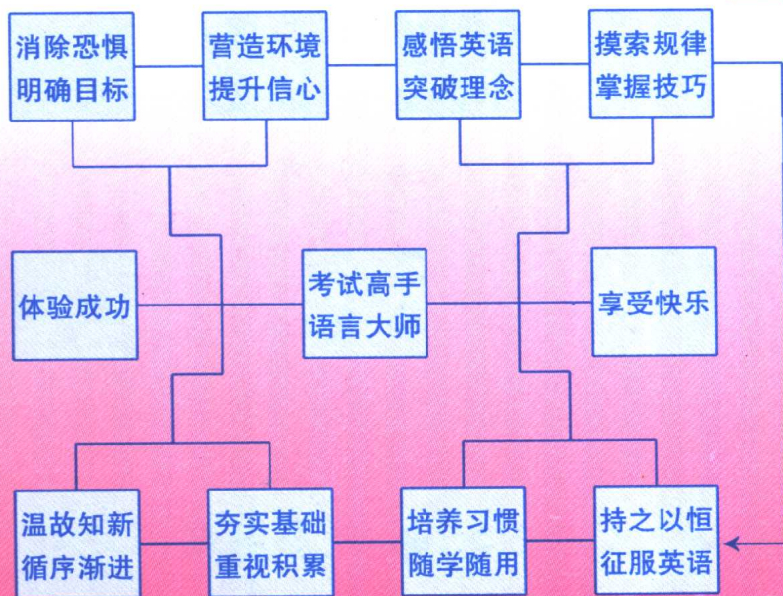 消除恐惧
明确目标
营造环境
提升信心
感悟英语
突破理念
摸索规律
掌握技巧
体验成功
考试高手
语言大师
享受快乐
温故知新
循序渐进
夯实基础
重视积累
培养习惯
随学随用
持之以恒
征服英语